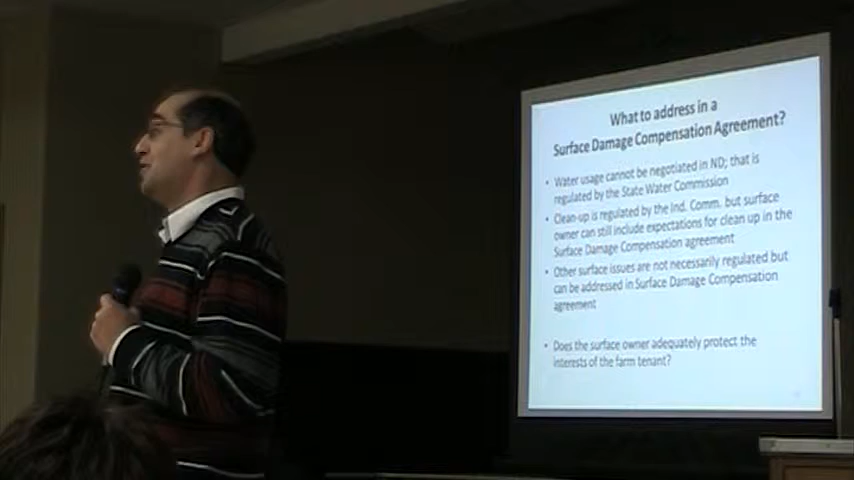 What to address in a
Surface Damage Compensation Agreement?
• Water usage cannot be negotiated in ND; that is
regulated by the State Water Commission
• Clean-up is regulated by the Ind. Comm. but surface
owner can still include expectations for clean up in the
Surface Damage Compensation agreement
• Other surface issues are not necessarily regulated but
can be addressed in Surface Damage Compensation
agreement
• Does the surface owner adequately protect the
interests of the farm tenant?